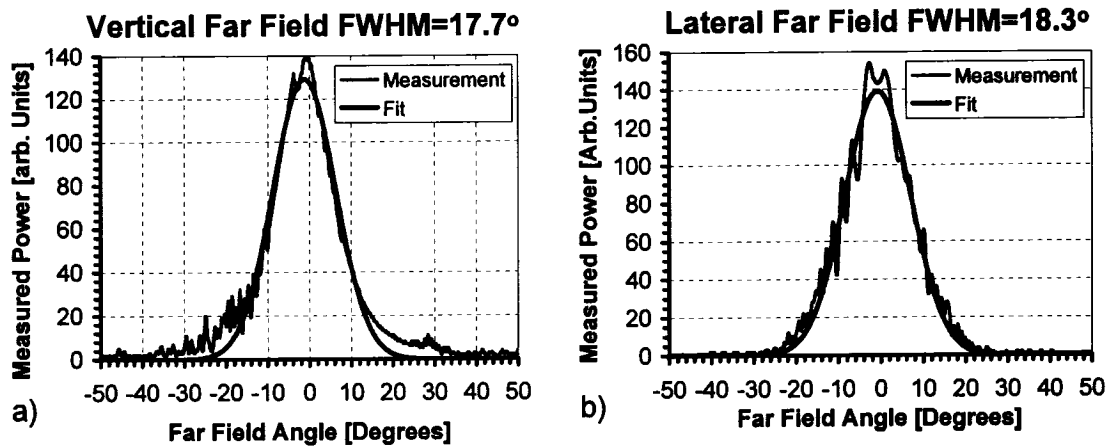 Vertical Far Field FWHM=17.7º
Measured Power [arb. Units]
140
120
100
80
60
40
20
0
Measurement
Fit
-50 -40 -30 -20 -10 0 10 20 30 40 50
Far Field Angle [Degrees]
a)
Lateral Far Field FWHM=18.3º
Measured Power [Arb.Units]
160
140
120
100
80
60
40
20
0
Measurement
Fit
-50 -40 -30 -20 -10 0 10 20 30 40 50
Far Field Angle [Degrees]
b)